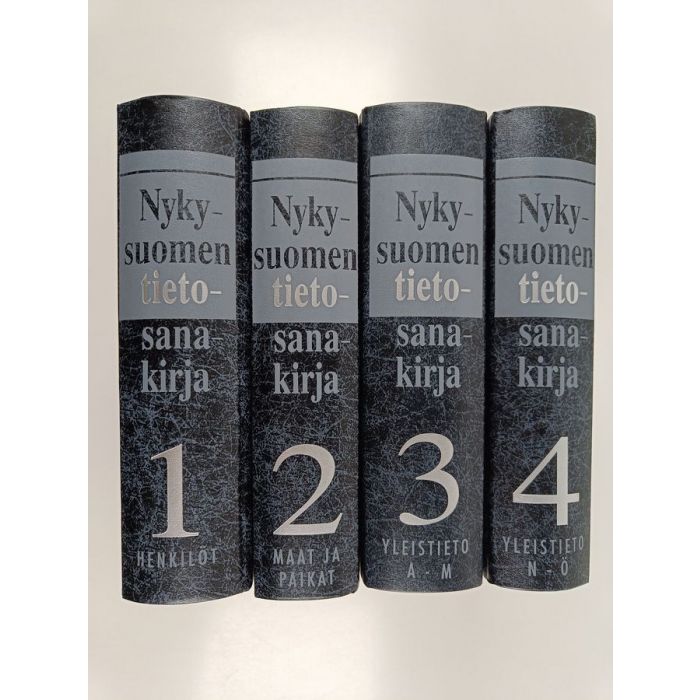 Nyky-
suomen
tieto-
sana-
kirja
1
HENKILÖT
Nyky-
suomen
tieto-
sana-
kirja
2
MAAT JA
PAIKAT
Nyky-
suomen
tieto-
sana-
kirja
3
YLEISTIETO
A - M
Nyky-
suomen
tieto-
sana-
kirja
4
YLEISTIETO
N - Ö